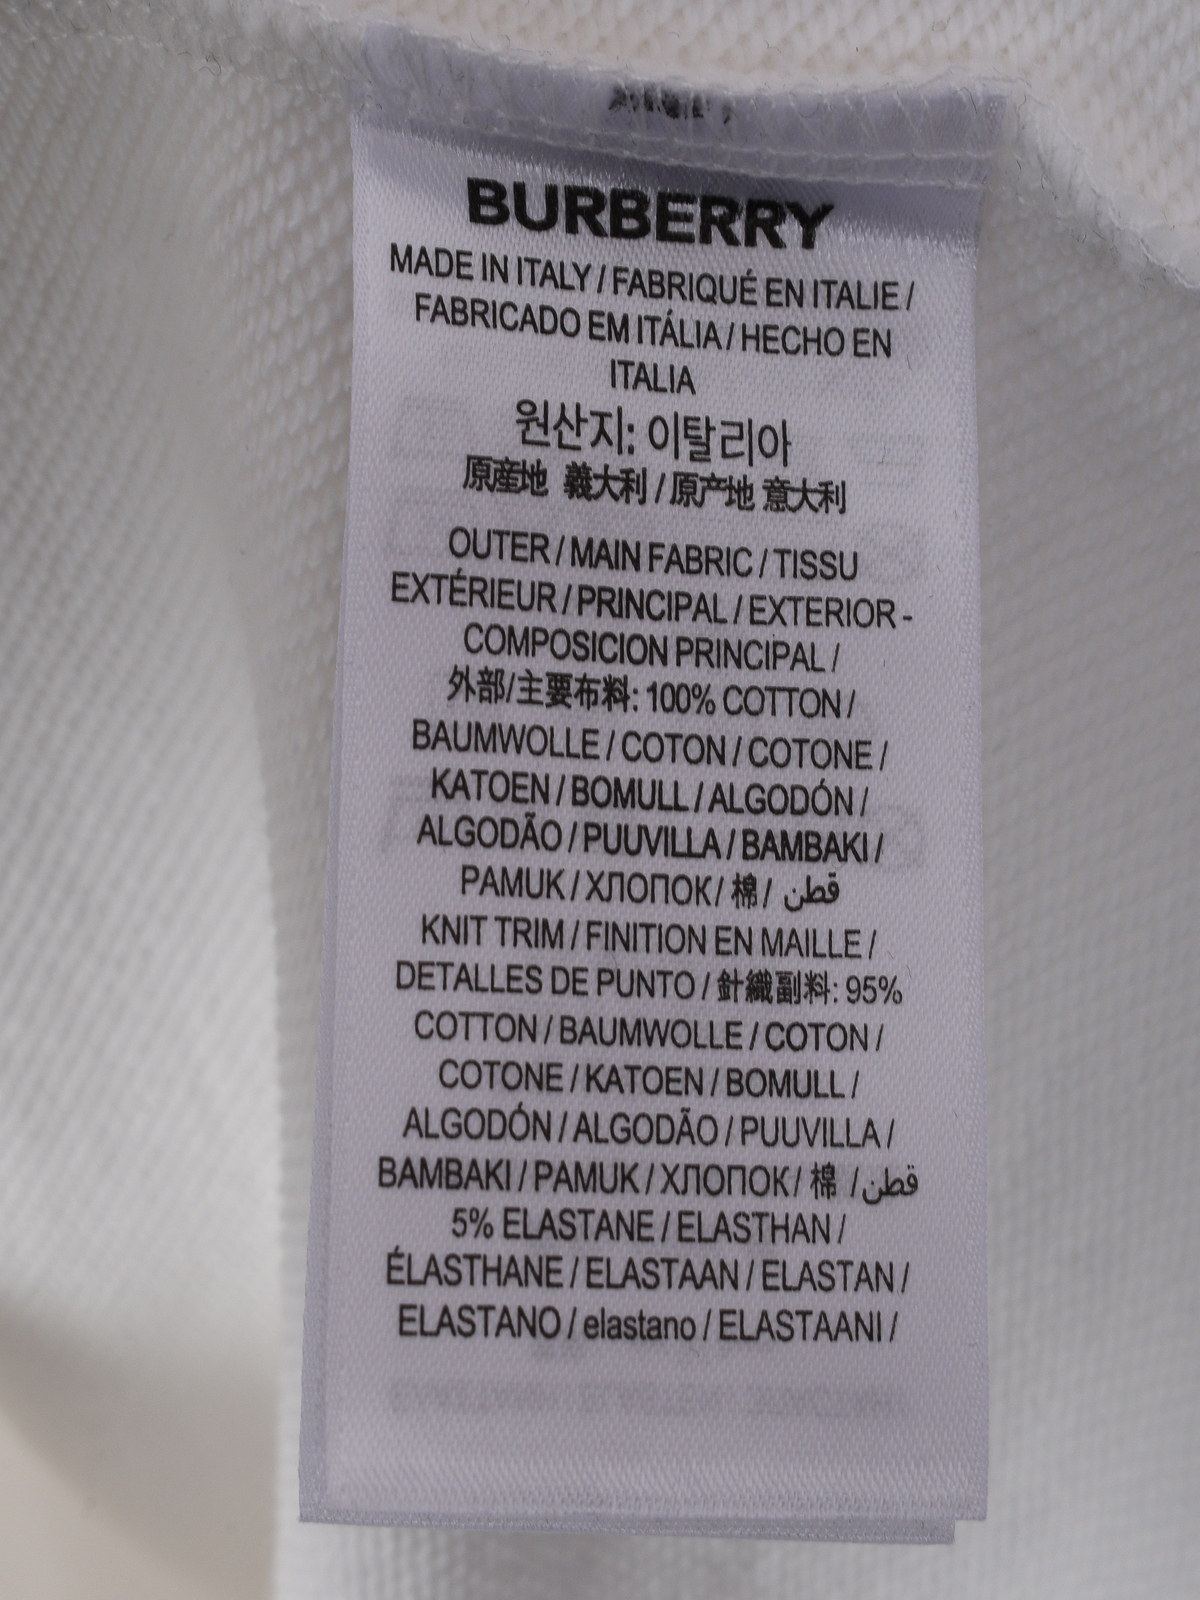 BURBERRY
MADE IN ITALY / FABRIQUÉ EN ITALIE /
FABRICADO EM ITÁLIA / HECHO EN
ITALIA
원산지: 이탈리아
原産地 義大利 / 原产地 意大利
OUTER / MAIN FABRIC / TISSU
EXTÉRIEUR / PRINCIPAL / EXTERIOR -
COMPOSICION PRINCIPAL /
外部/主要布料: 100% COTTON /
BAUMWOLLE / COTON / COTONE /
KATOEN / BOMULL / ALGODÓN /
ALGODÃO / PUUVILLA / BAMBAKI /
PAMUK / ХЛОПОК / 棉 / قطن
KNIT TRIM / FINITION EN MAILLE /
DETALLES DE PUNTO / 針織副料: 95%
COTTON / BAUMWOLLE / COTON /
COTONE / KATOEN / BOMULL /
ALGODÓN / ALGODÃO / PUUVILLA /
BAMBAKI / PAMUK / ХЛОПОК / 棉 / قطن
5% ELASTANE / ELASTHAN /
ÉLASTHANE / ELASTAAN / ELASTAN /
ELASTANO / elastano / ELASTAANI /